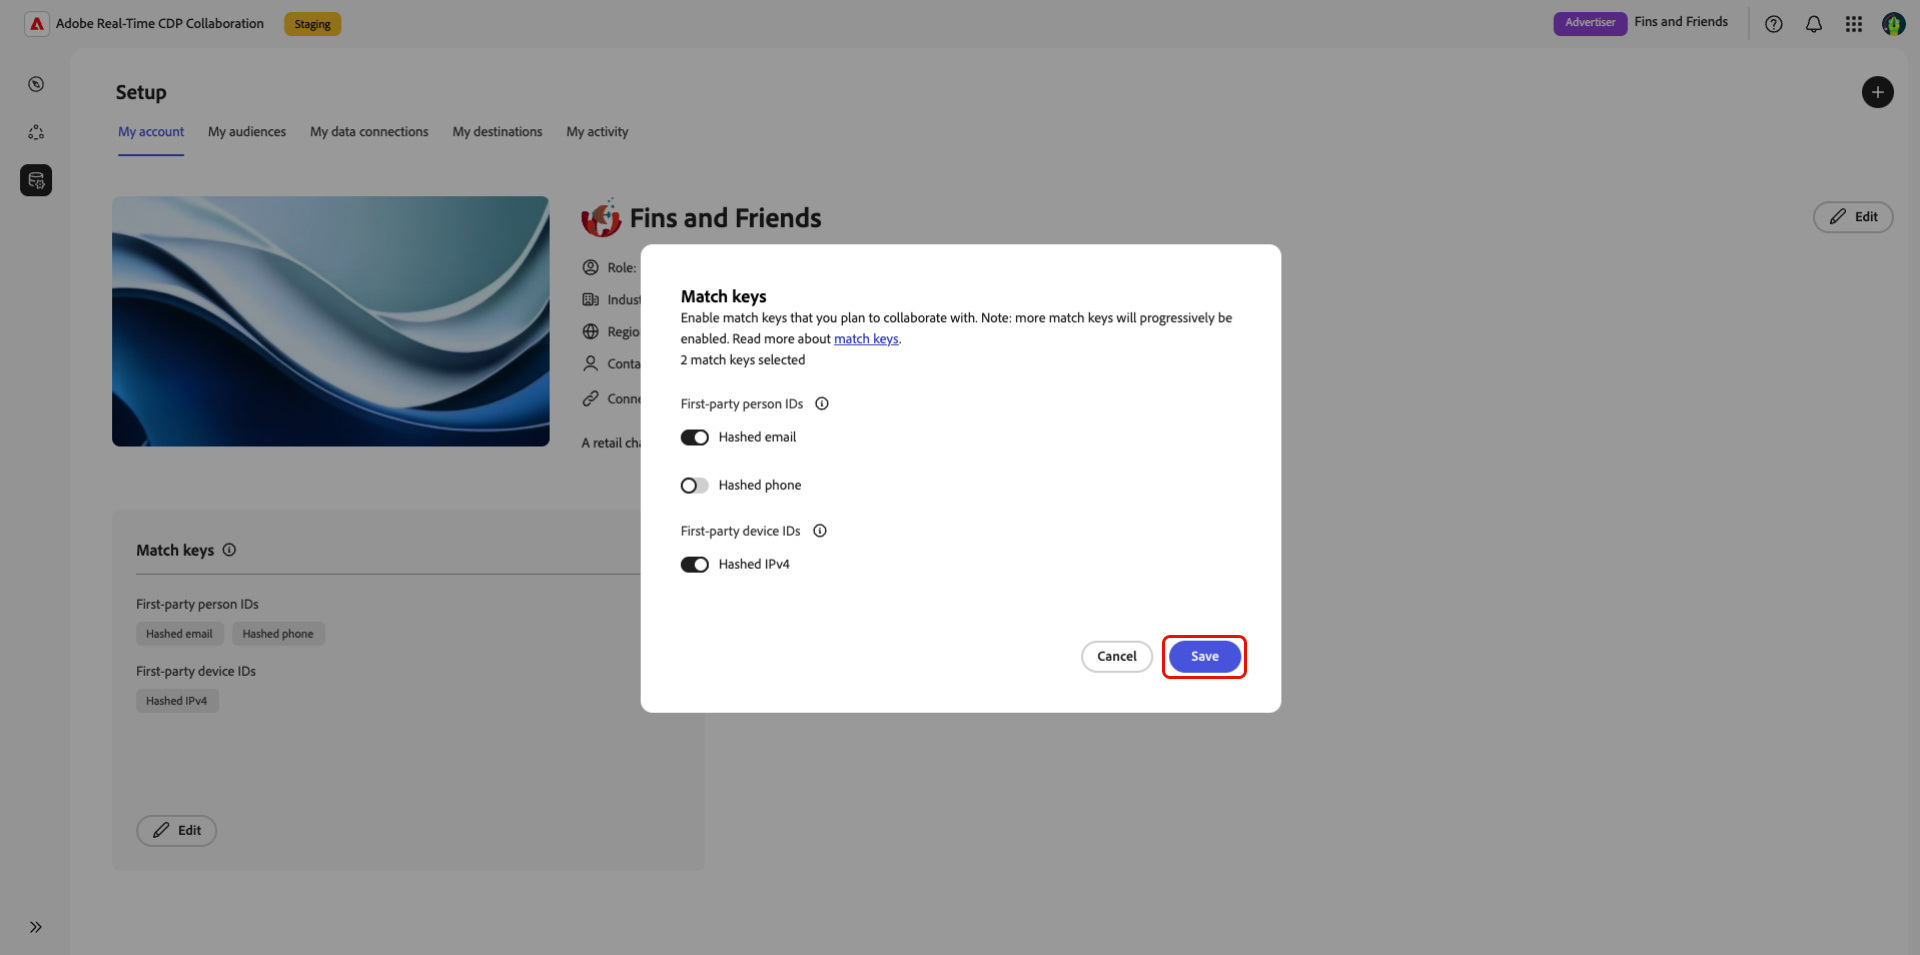 Adobe Real-Time CDP Collaboration
Staging
Advertiser
Fins and Friends
Setup
My account
My audiences
My data connections
My destinations
My activity
Fins and Friends
Edit
Role:
Indust
Regio
Conta
Conne
A retail cha
Match keys
Enable match keys that you plan to collaborate with. Note: more match keys will progressively be
enabled. Read more about match keys.
2 match keys selected
First-party person IDs
Hashed email
Hashed phone
First-party device IDs
Hashed IPv4
Cancel
Save
Match keys
First-party person IDs
Hashed email
Hashed phone
First-party device IDs
Hashed IPv4
Edit